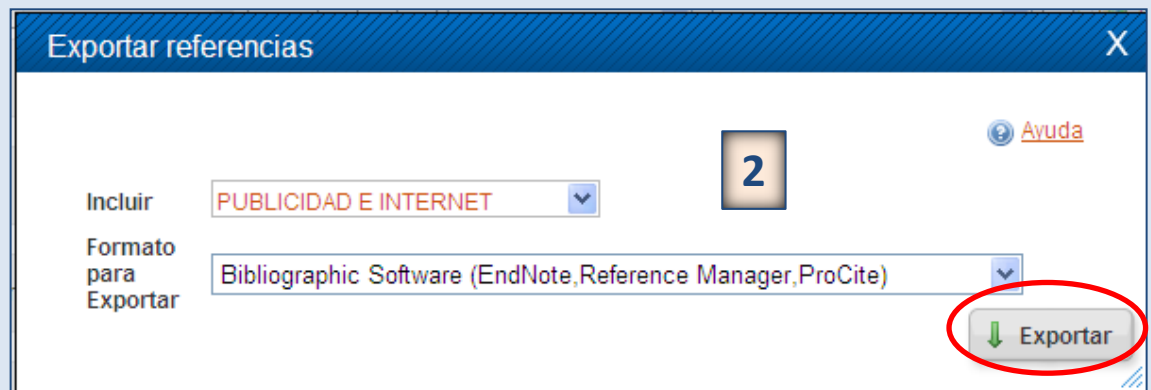 Exportar referencias X
Ayuda
2
Incluir PUBLICIDAD E INTERNET
Formato
para
Exportar
Bibliographic Software (EndNote,Reference Manager,ProCite)
Exportar